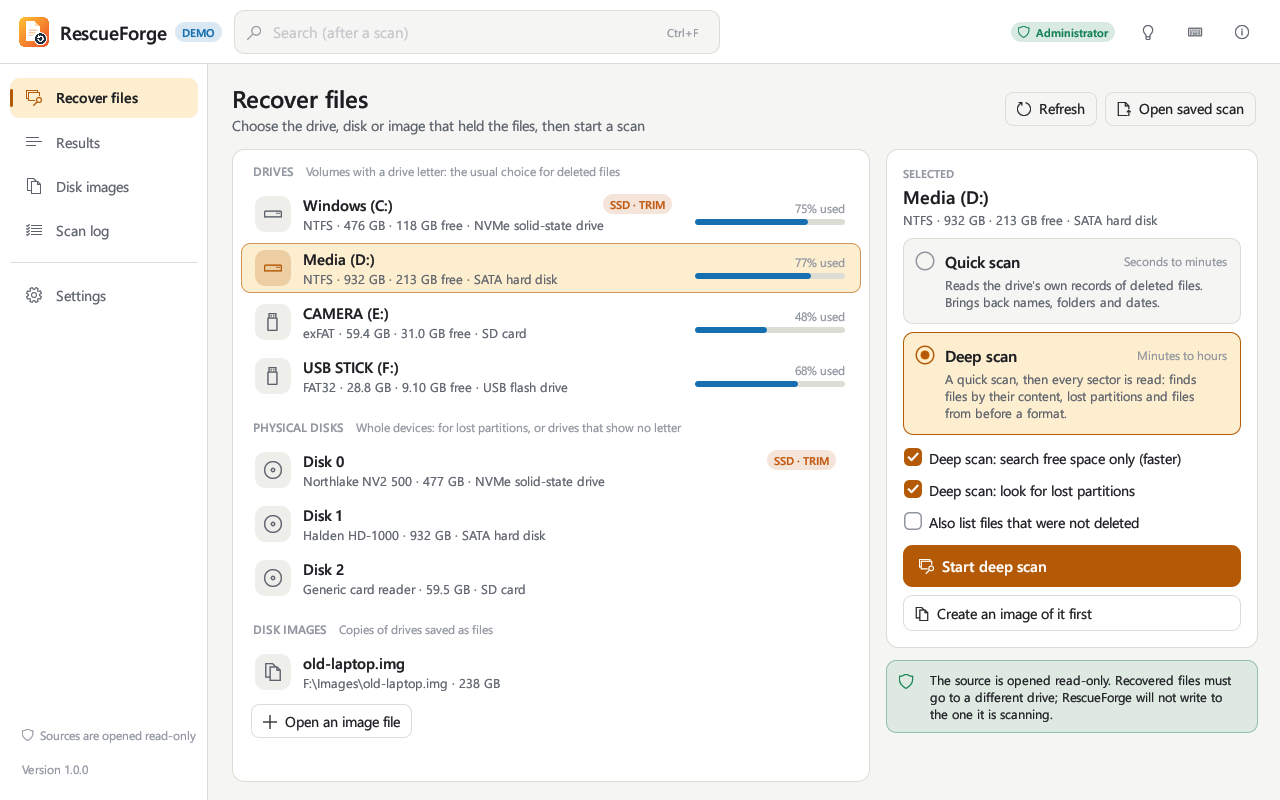 RescueForge DEMO
Search (after a scan) Ctrl+F
Administrator
Recover files
Results
Disk images
Scan log
Settings
Sources are opened read-only
Version 1.0.0
Recover files
Choose the drive, disk or image that held the files, then start a scan
Refresh
Open saved scan
DRIVES Volumes with a drive letter: the usual choice for deleted files
Windows (C:) SSD · TRIM 75% used
NTFS · 476 GB · 118 GB free · NVMe solid-state drive
Media (D:) 77% used
NTFS · 932 GB · 213 GB free · SATA hard disk
CAMERA (E:) 48% used
exFAT · 59.4 GB · 31.0 GB free · SD card
USB STICK (F:) 68% used
FAT32 · 28.8 GB · 9.10 GB free · USB flash drive
PHYSICAL DISKS Whole devices: for lost partitions, or drives that show no letter
Disk 0 SSD · TRIM
Northlake NV2 500 · 477 GB · NVMe solid-state drive
Disk 1
Halden HD-1000 · 932 GB · SATA hard disk
Disk 2
Generic card reader · 59.5 GB · SD card
DISK IMAGES Copies of drives saved as files
old-laptop.img
F:\Images\old-laptop.img · 238 GB
Open an image file
SELECTED
Media (D:)
NTFS · 932 GB · 213 GB free · SATA hard disk
Quick scan Seconds to minutes
Reads the drive's own records of deleted files.
Brings back names, folders and dates.
Deep scan Minutes to hours
A quick scan, then every sector is read: finds
files by their content, lost partitions and files
from before a format.
Deep scan: search free space only (faster)
Deep scan: look for lost partitions
Also list files that were not deleted
Start deep scan
Create an image of it first
The source is opened read-only. Recovered files must
go to a different drive; RescueForge will not write to
the one it is scanning.